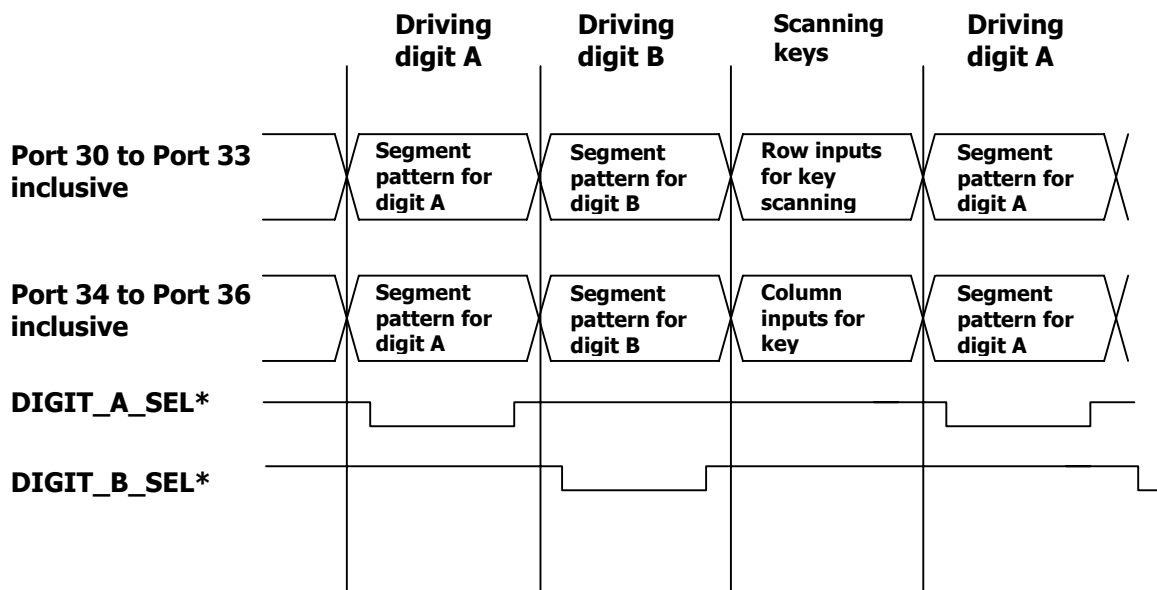 Driving
digit A
Driving
digit B
Scanning
keys
Driving
digit A
Port 30 to Port 33
inclusive
Segment
pattern for
digit A
Segment
pattern for
digit B
Row inputs
for key
scanning
Segment
pattern for
digit A
Port 34 to Port 36
inclusive
Segment
pattern for
digit A
Segment
pattern for
digit B
Column
inputs for
key
Segment
pattern for
digit A
DIGIT_A_SEL*
DIGIT_B_SEL*